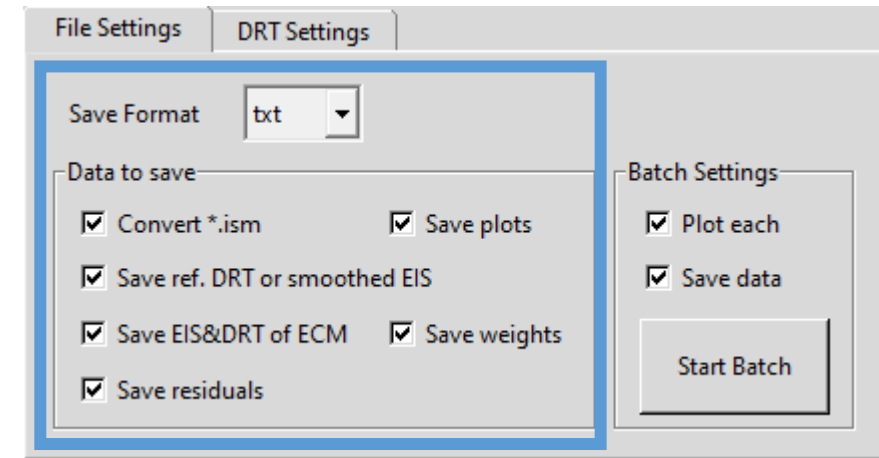 File Settings
DRT Settings
Save Format
txt
Data to save
Convert *.ism
Save plots
Save ref. DRT or smoothed EIS
Save EIS&DRT of ECM
Save weights
Save residuals
Batch Settings
Plot each
Save data
Start Batch